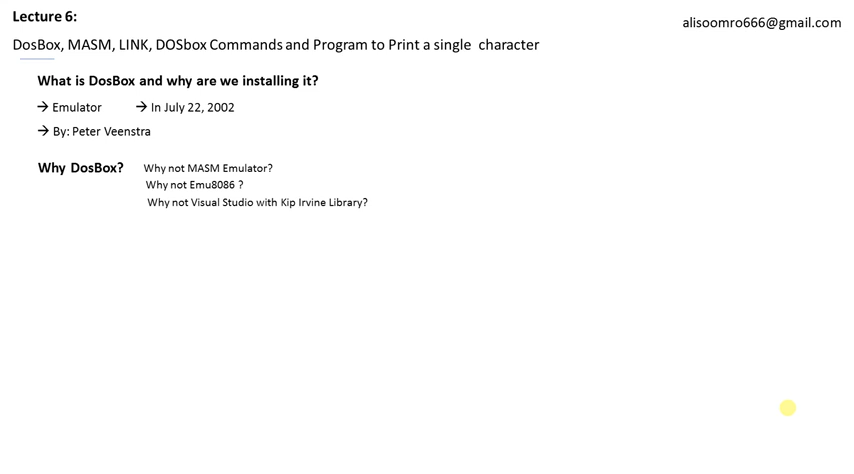 Lecture 6:
alisoomro666@gmail.com
DosBox, MASM, LINK, DOSbox Commands and Program to Print a single character
What is DosBox and why are we installing it?
→ Emulator → In July 22, 2002
→ By: Peter Veenstra
Why DosBox? Why not MASM Emulator?
Why not Emu8086 ?
Why not Visual Studio with Kip Irvine Library?